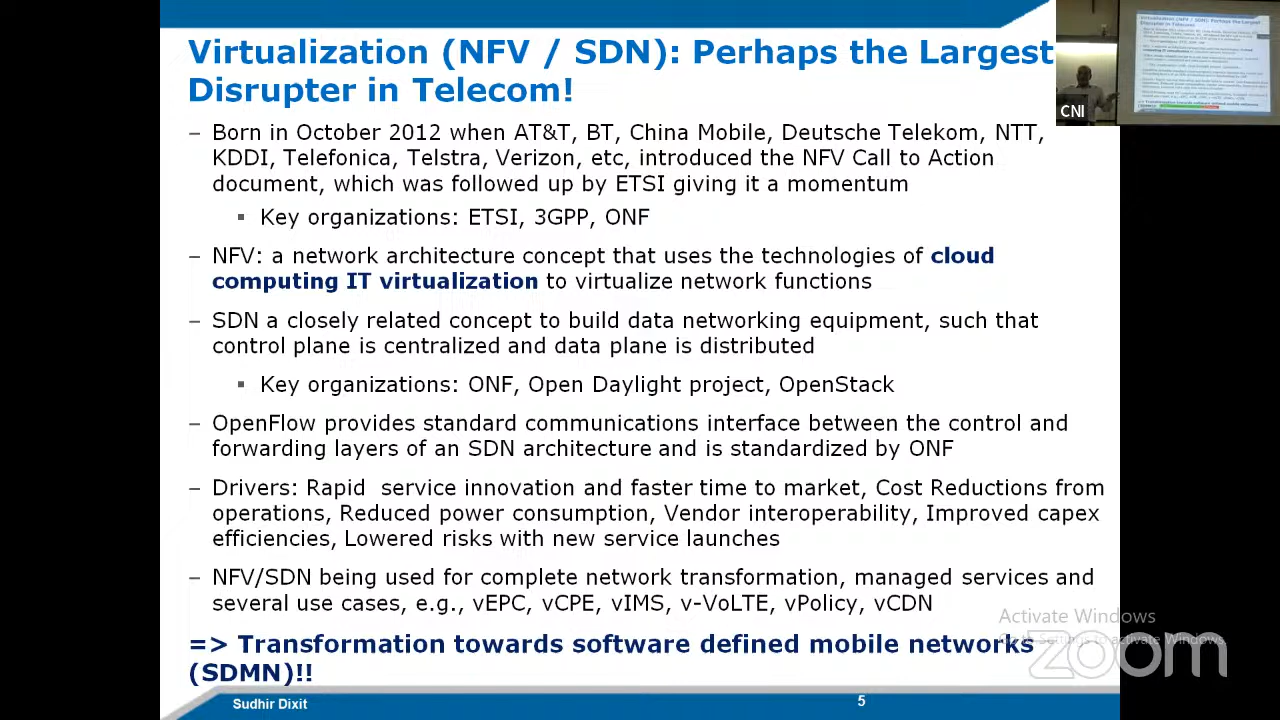 Virtualization (NFV / SDN): Perhaps the Largest
Disrupter in Telecom!
– Born in October 2012 when AT&T, BT, China Mobile, Deutsche Telekom, NTT,
KDDI, Telefonica, Telstra, Verizon, etc, introduced the NFV Call to Action
document, which was followed up by ETSI giving it a momentum
▪ Key organizations: ETSI, 3GPP, ONF
– NFV: a network architecture concept that uses the technologies of cloud
computing IT virtualization to virtualize network functions
– SDN a closely related concept to build data networking equipment, such that
control plane is centralized and data plane is distributed
▪ Key organizations: ONF, Open Daylight project, OpenStack
– OpenFlow provides standard communications interface between the control and
forwarding layers of an SDN architecture and is standardized by ONF
– Drivers: Rapid service innovation and faster time to market, Cost Reductions from
operations, Reduced power consumption, Vendor interoperability, Improved capex
efficiencies, Lowered risks with new service launches
– NFV/SDN being used for complete network transformation, managed services and
several use cases, e.g., vEPC, vCPE, vIMS, v-VoLTE, vPolicy, vCDN
=> Transformation towards software defined mobile networks
(SDMN)!!
Sudhir Dixit
5
CNI
Activate Windows
Go to Settings to activate Windows.
zoom